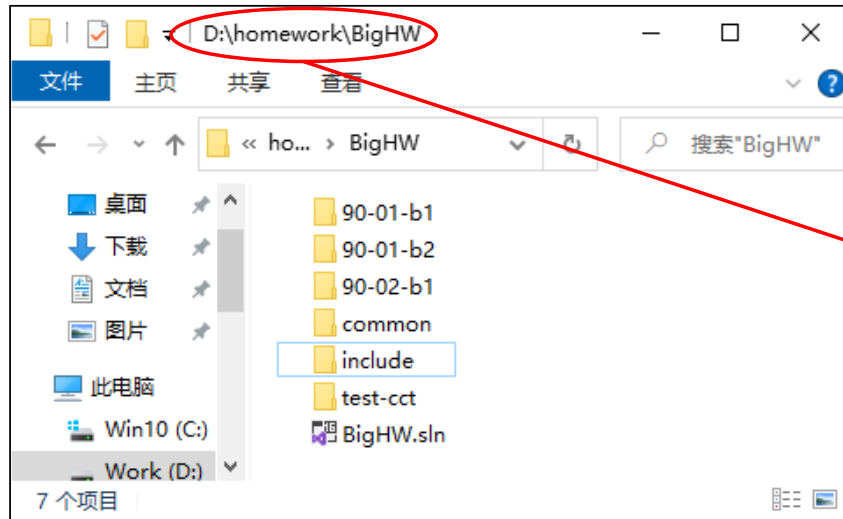 D:\homework\BigHW
文件 主页 共享 查看
« ho... › BigHW 搜索"BigHW"
桌面
下载
文档
图片
此电脑
Win10 (C:)
Work (D:)
90-01-b1
90-01-b2
90-02-b1
common
include
test-cct
BigHW.sln
7 个项目